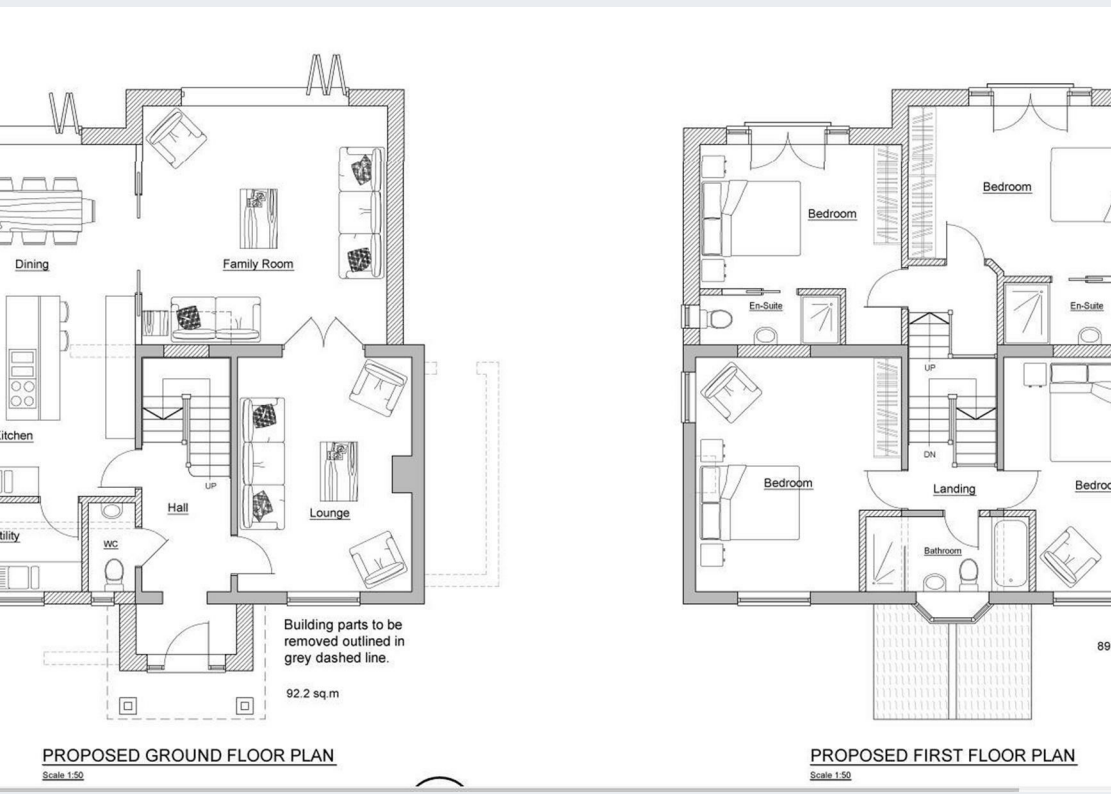 Dining
Family Room
itchen
UP
Hall
Lounge
tility
WC
Building parts to be
removed outlined in
grey dashed line.
92.2 sq.m
PROPOSED GROUND FLOOR PLAN
Scale 1:50
Bedroom
Bedroom
En-Suite
En-Suite
UP
DN
Bedroom
Landing
Bedroo
Bathroom
89
PROPOSED FIRST FLOOR PLAN
Scale 1:50